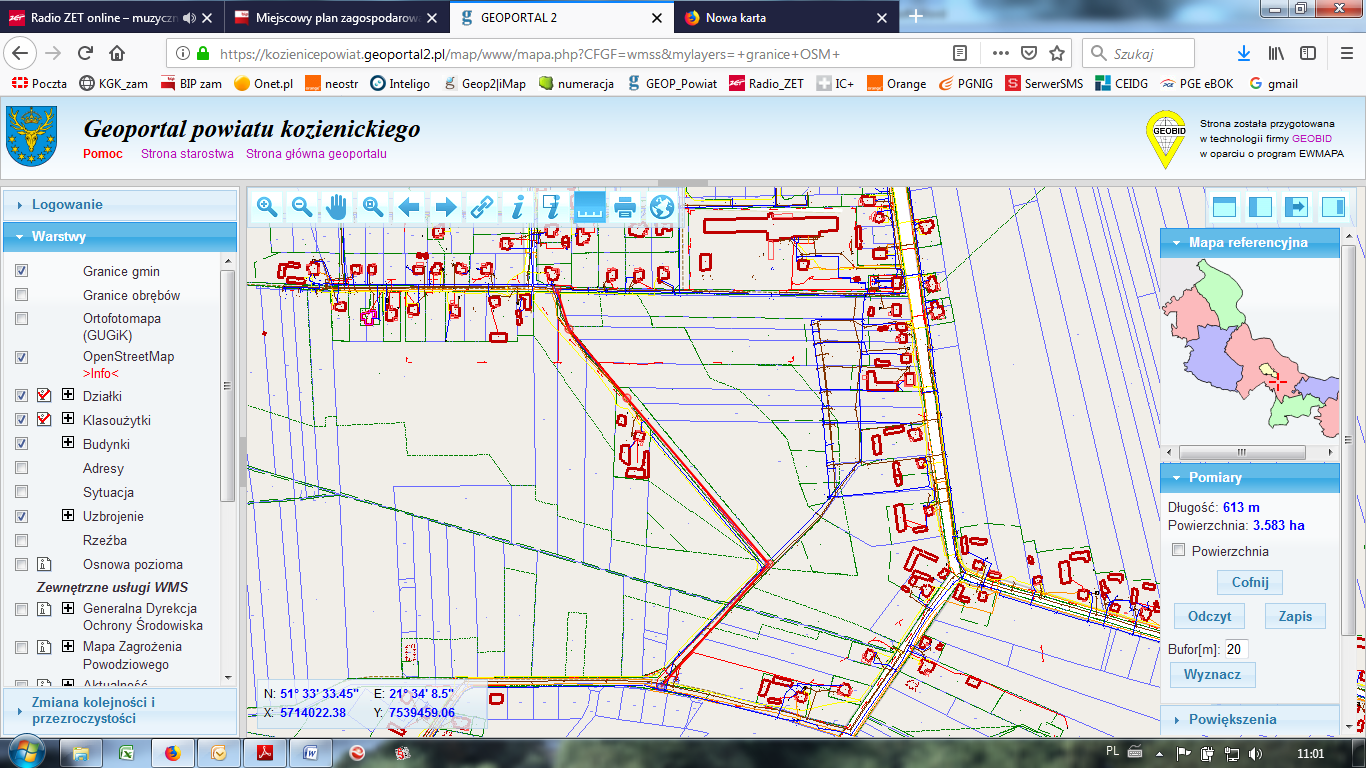 Radio ZET online – muzyczn
Miejscowy plan zagospodarowa
GEOPORTAL 2
Nowa karta
https://kozienicepowiat.geoportal2.pl/map/www/mapa.php?CFGF=wmss&mylayers=+granice+OSM+
Szukaj
Poczta
KGK_zam
BIP zam
Onet.pl
neostr
Inteligo
Geop2|iMap
numeracja
GEOP_Powiat
Radio_ZET
IC+
Orange
PGNIG
SerwerSMS
CEIDG
PGE eBOK
gmail
Geoportal powiatu kozienickiego
Pomoc Strona starostwa Strona główna geoportalu
GEOBID
Strona została przygotowana
w technologii firmy GEOBID
w oparciu o program EWMAPA
Logowanie
Warstwy
Granice gmin
Granice obrębów
Ortofotomapa
(GUGiK)
OpenStreetMap
>Info<
Działki
Klasoużytki
Budynki
Adresy
Sytuacja
Uzbrojenie
Rzeźba
Osnowa pozioma
Zewnętrzne usługi WMS
Generalna Dyrekcja
Ochrony Środowiska
Mapa Zagrożenia
Powodziowego
Aktualność
Zmiana kolejności i
przezroczystości
N: 51° 33' 33.45" E: 21° 34' 8.5"
X: 5714022.38 Y: 7539459.06
Mapa referencyjna
Pomiary
Długość: 613 m
Powierzchnia: 3.583 ha
Powierzchnia
Cofnij
Odczyt
Zapis
Bufor[m]: 20
Wyznacz
Powiększenia
PL
11:01